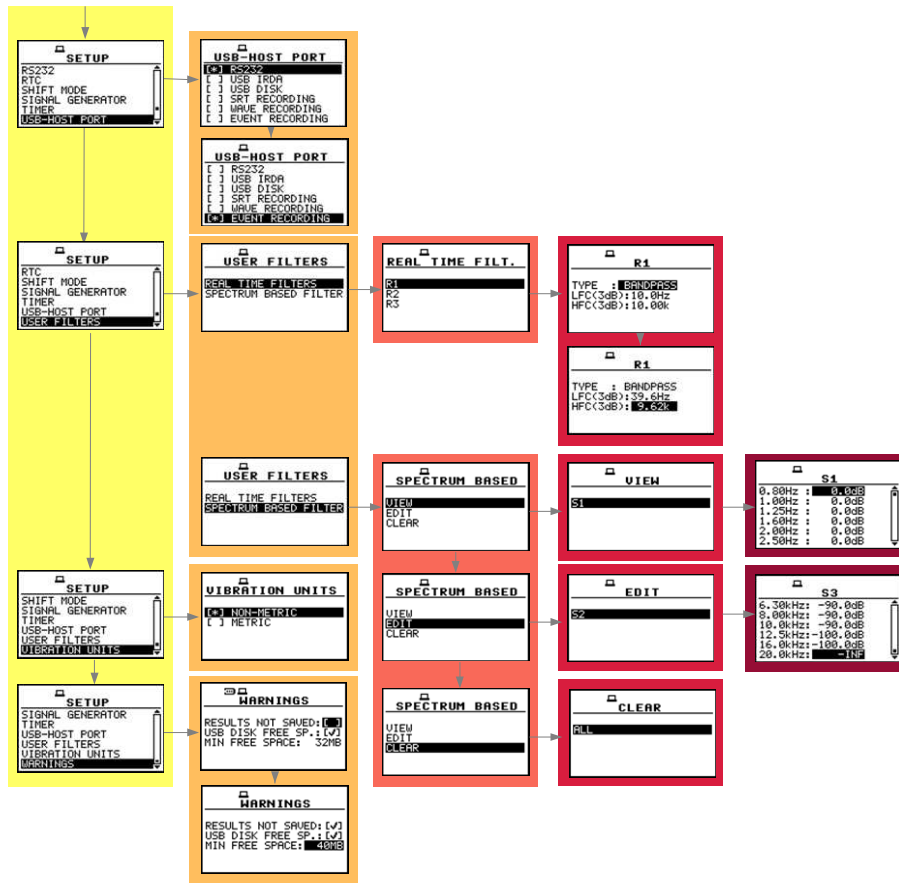 SETUP
RS232
RTC
SHIFT MODE
SIGNAL GENERATOR
TIMER
USB-HOST PORT
USB-HOST PORT
[*] RS232
[ ] USB IRDA
[ ] USB DISK
[ ] SRT RECORDING
[ ] WAVE RECORDING
[ ] EVENT RECORDING
USB-HOST PORT
[ ] RS232
[ ] USB IRDA
[ ] USB DISK
[ ] SRT RECORDING
[ ] WAVE RECORDING
[*] EVENT RECORDING
SETUP
RTC
SHIFT MODE
SIGNAL GENERATOR
TIMER
USB-HOST PORT
USER FILTERS
USER FILTERS
REAL TIME FILTERS
SPECTRUM BASED FILTER
REAL TIME FILT.
R1
R2
R3
R1
TYPE : BANDPASS
LFC(3dB):10.0Hz
HFC(3dB):10.00k
R1
TYPE : BANDPASS
LFC(3dB):39.6Hz
HFC(3dB): 9.62k
USER FILTERS
REAL TIME FILTERS
SPECTRUM BASED FILTER
SPECTRUM BASED
VIEW
EDIT
CLEAR
VIEW
S1
S1
0.80Hz : 0.0dB
1.00Hz : 0.0dB
1.25Hz : 0.0dB
1.60Hz : 0.0dB
2.00Hz : 0.0dB
2.50Hz : 0.0dB
SETUP
SHIFT MODE
SIGNAL GENERATOR
TIMER
USB-HOST PORT
USER FILTERS
VIBRATION UNITS
VIBRATION UNITS
[*] NON-METRIC
[ ] METRIC
SPECTRUM BASED
VIEW
EDIT
CLEAR
EDIT
S2
S3
6.30kHz: -90.0dB
8.00kHz: -90.0dB
10.0kHz: -90.0dB
12.5kHz:-100.0dB
16.0kHz:-100.0dB
20.0kHz: -INF
SETUP
SIGNAL GENERATOR
TIMER
USB-HOST PORT
USER FILTERS
VIBRATION UNITS
WARNINGS
WARNINGS
RESULTS NOT SAVED:[ ]
USB DISK FREE SP.:[√]
MIN FREE SPACE: 32MB
SPECTRUM BASED
VIEW
EDIT
CLEAR
CLEAR
ALL
WARNINGS
RESULTS NOT SAVED:[√]
USB DISK FREE SP.:[√]
MIN FREE SPACE: 40MB